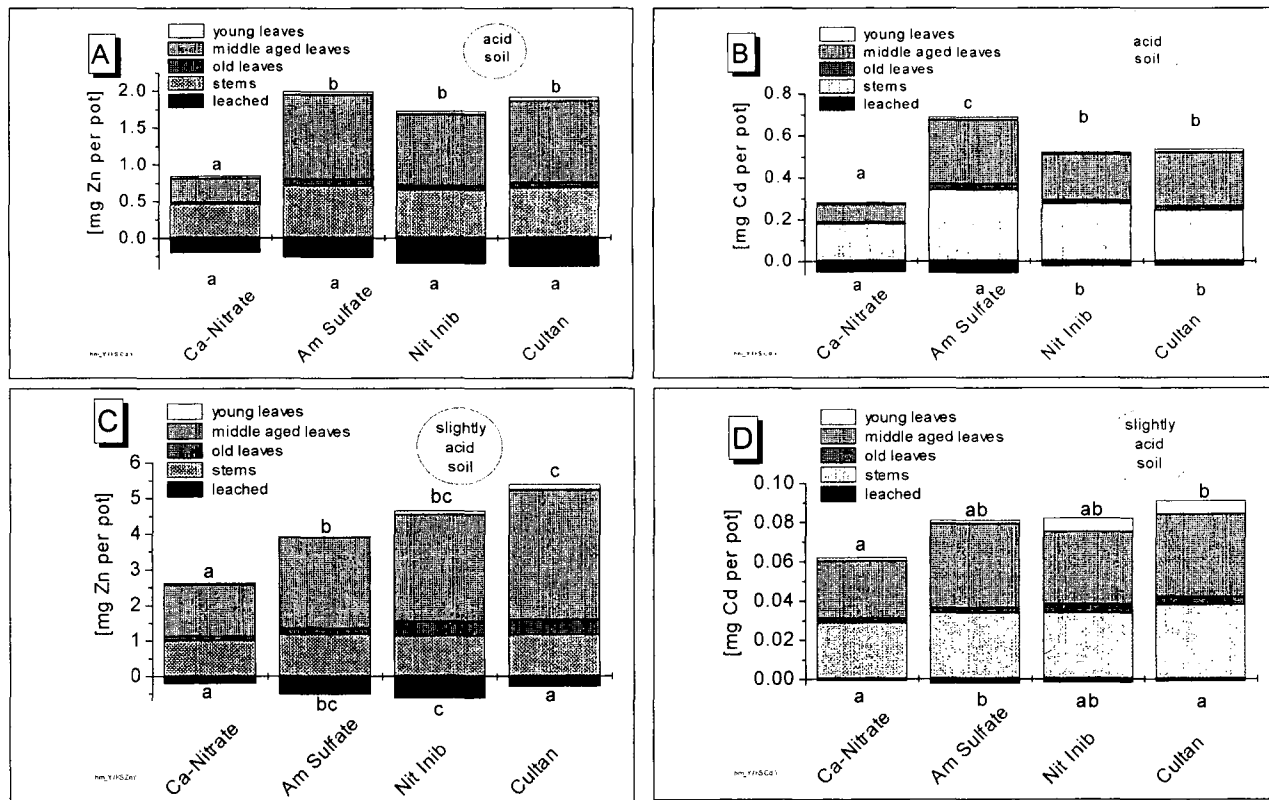 A
young leaves
middle aged leaves
old leaves
stems
leached
acid
soil
[mg Zn per pot]
2.0
1.5
1.0
0.5
0.0
a
b
b
b
a
a
a
a
Ca-Nitrate
Am Sulfate
Nit Inib
Cultan
B
young leaves
middle aged leaves
old leaves
stems
leached
acid
soil
[mg Cd per pot]
0.8
0.6
0.4
0.2
0.0
a
c
b
b
a
a
b
b
Ca-Nitrate
Am Sulfate
Nit Inib
Cultan
C
young leaves
middle aged leaves
old leaves
stems
leached
slightly
acid
soil
[mg Zn per pot]
6
5
4
3
2
1
0
a
b
bc
c
a
bc
c
a
Ca-Nitrate
Am Sulfate
Nit Inib
Cultan
D
young leaves
middle aged leaves
old leaves
stems
leached
slightly
acid
soil
[mg Cd per pot]
0.10
0.08
0.06
0.04
0.02
0.00
a
ab
ab
b
a
b
ab
a
Ca-Nitrate
Am Sulfate
Nit Inib
Cultan